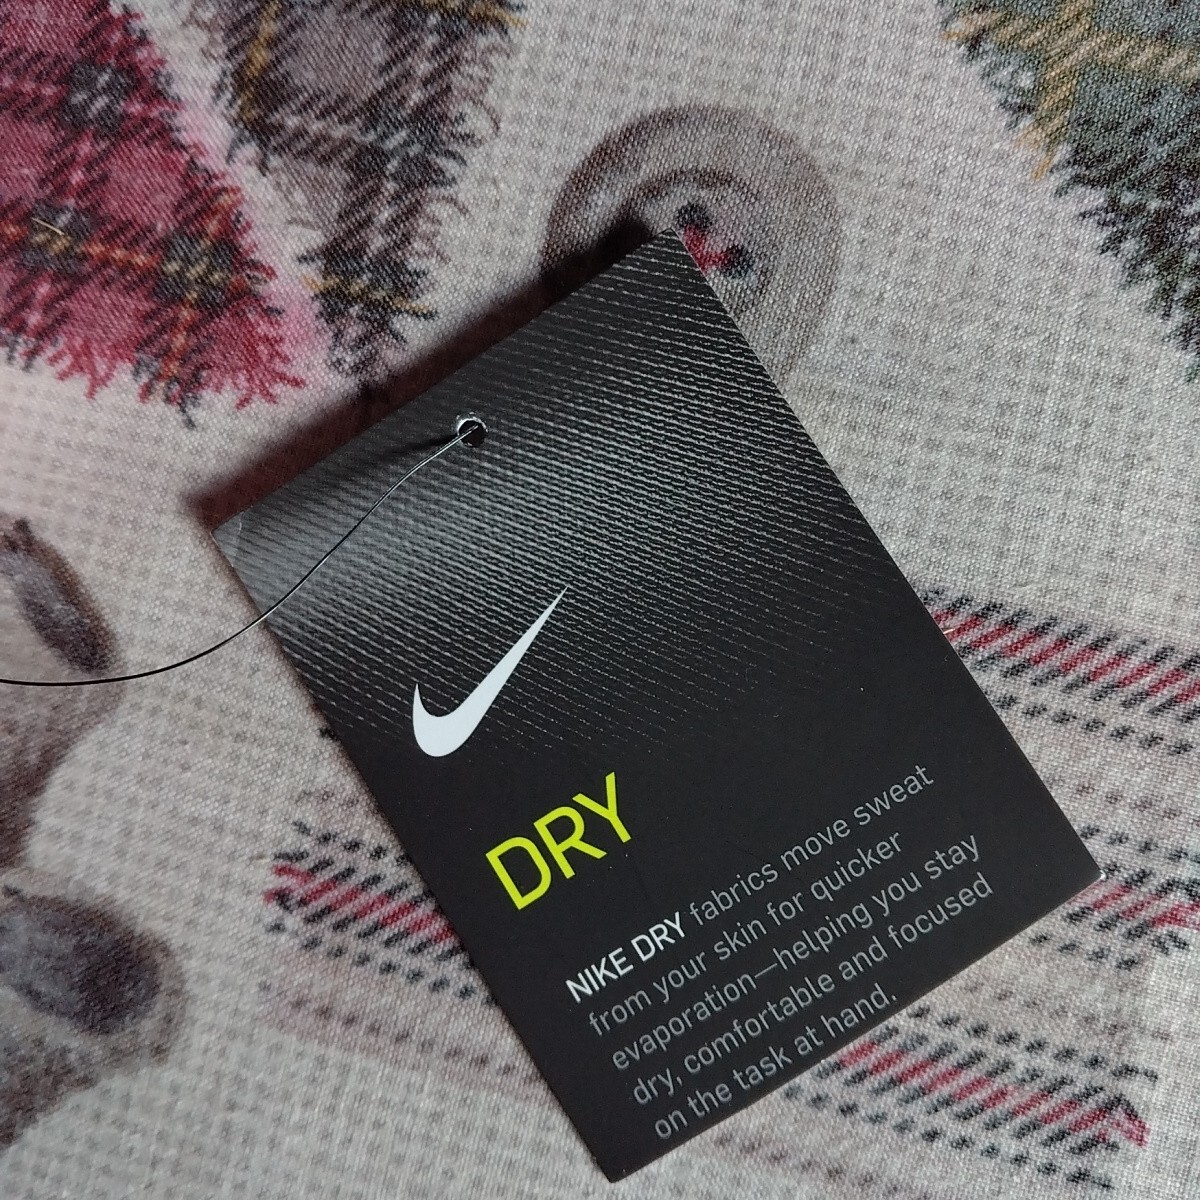 DRY
NIKE DRY fabrics move sweat
from your skin for quicker
evaporation—helping you stay
dry, comfortable and focused
on the task at hand.